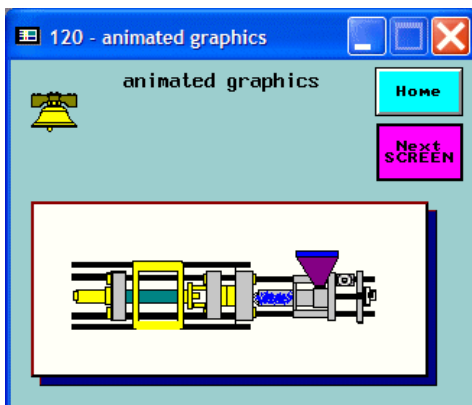 120 - animated graphics
animated graphics
Home
Next
SCREEN